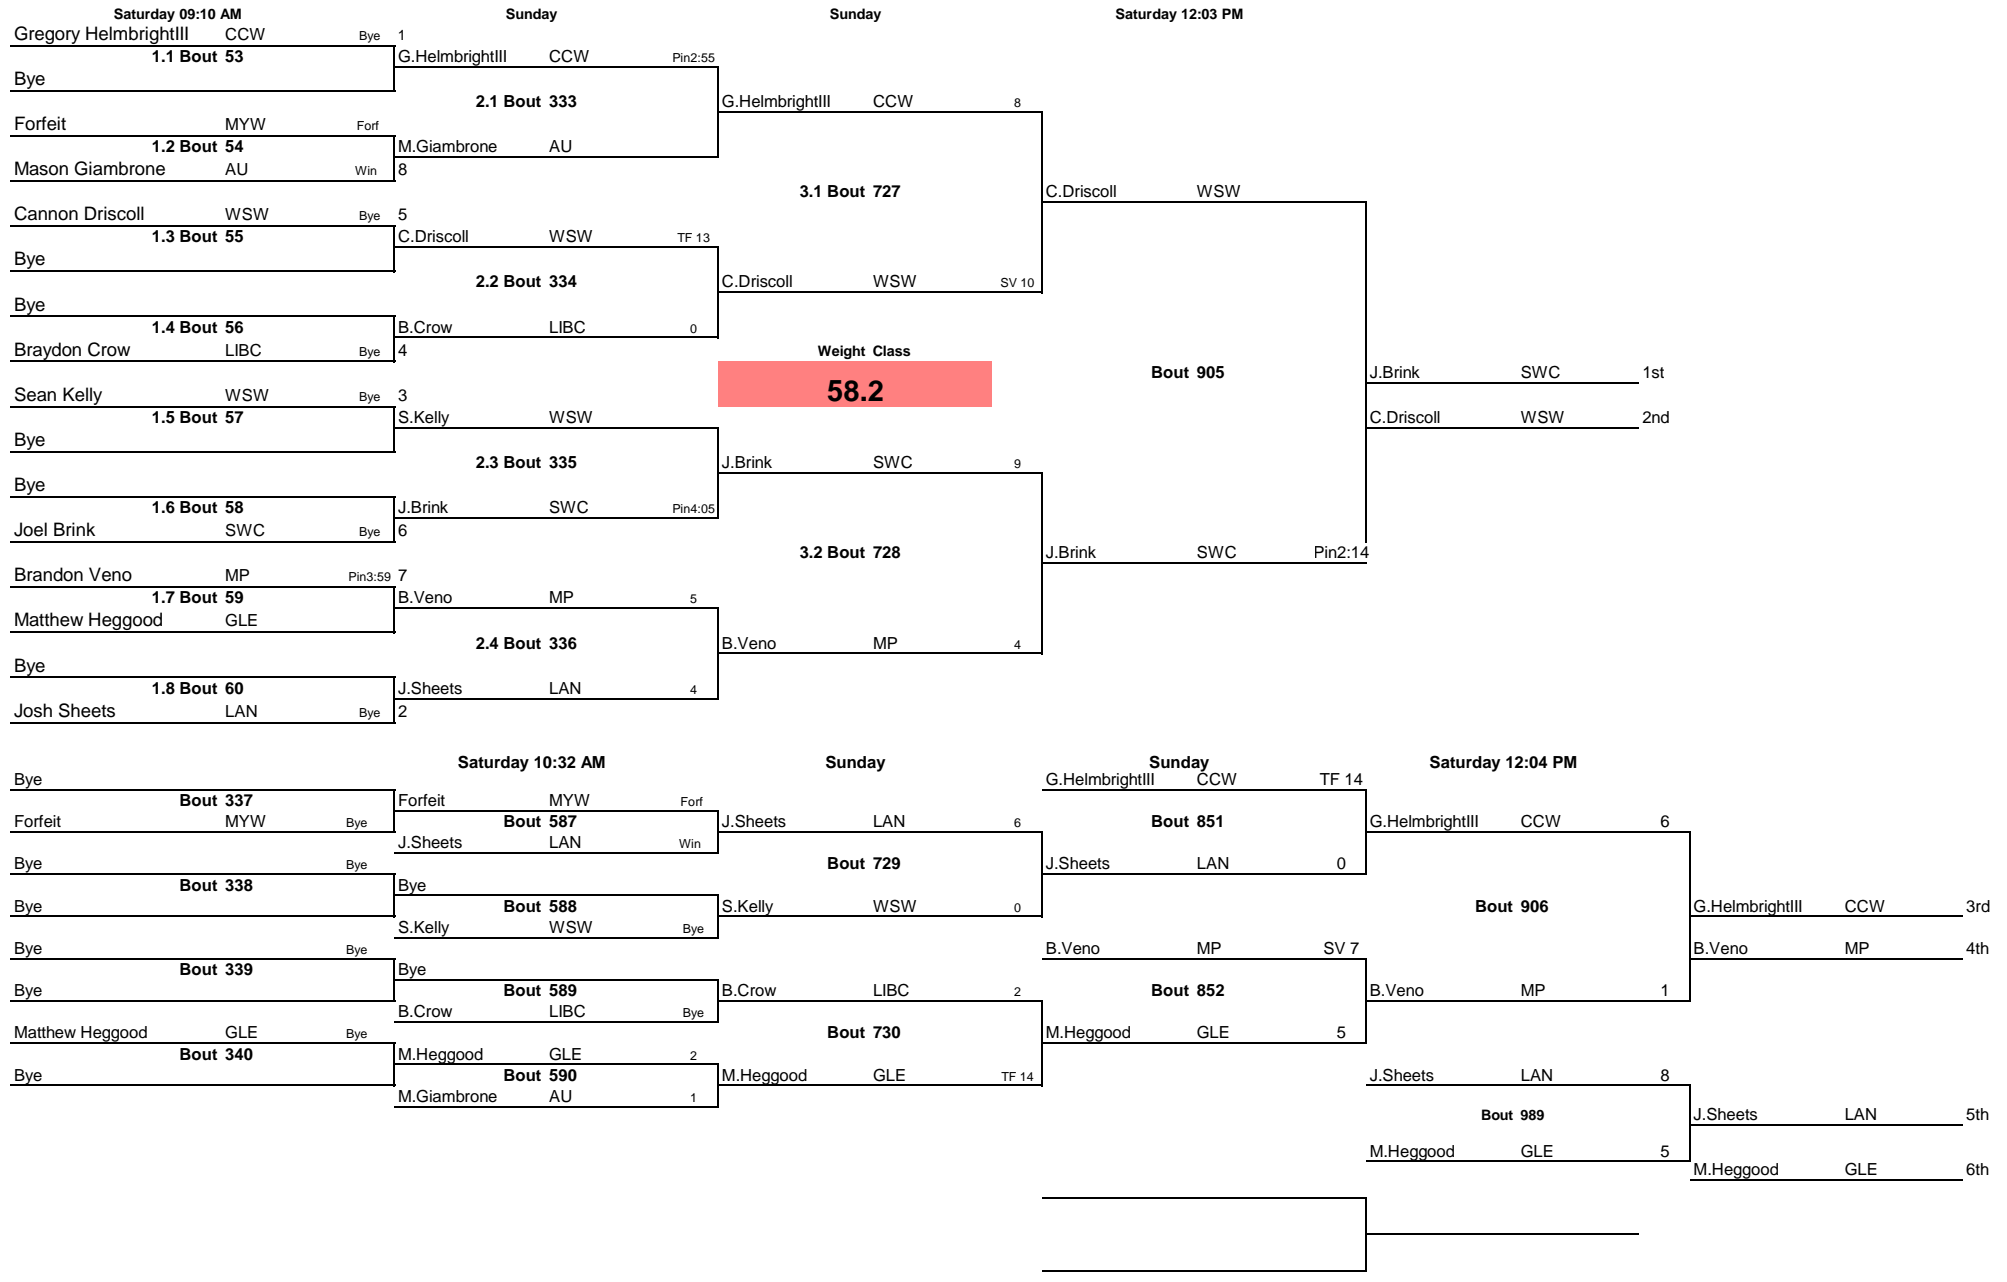 Saturday 09:10 AM Sunday Sunday Saturday 12:03 PM
Gregory HelmbrightIII CCW Bye 1
1.1 Bout 53 G.HelmbrightIII CCW Pin2:55
Bye
2.1 Bout 333 G.HelmbrightIII CCW 8
Forfeit MYW Forf
1.2 Bout 54 M.Giambrone AU
Mason Giambrone AU Win 8
3.1 Bout 727 C.Driscoll WSW
Cannon Driscoll WSW Bye 5
1.3 Bout 55 C.Driscoll WSW TF 13
Bye
2.2 Bout 334 C.Driscoll WSW SV 10
Bye
1.4 Bout 56 B.Crow LIBC 0
Braydon Crow LIBC Bye 4 Weight Class
Bout 905 J.Brink SWC 1st
Sean Kelly WSW Bye 3 58.2
1.5 Bout 57 S.Kelly WSW C.Driscoll WSW 2nd
Bye
2.3 Bout 335 J.Brink SWC 9
Bye
1.6 Bout 58 J.Brink SWC Pin4:05
Joel Brink SWC Bye 6
3.2 Bout 728 J.Brink SWC Pin2:14
Brandon Veno MP Pin3:59 7
1.7 Bout 59 B.Veno MP 5
Matthew Heggood GLE
2.4 Bout 336 B.Veno MP 4
Bye
1.8 Bout 60 J.Sheets LAN 4
Josh Sheets LAN Bye 2
Saturday 10:32 AM Sunday Sunday Saturday 12:04 PM
Bye G.HelmbrightIII CCW TF 14
Bout 337 Forfeit MYW Forf
Forfeit MYW Bye Bout 587 J.Sheets LAN 6 Bout 851 G.HelmbrightIII CCW 6
J.Sheets LAN Win
Bye Bye Bout 729 J.Sheets LAN 0
Bout 338 Bye
Bye Bout 588 S.Kelly WSW 0 Bout 906 G.HelmbrightIII CCW 3rd
S.Kelly WSW Bye
Bye Bye B.Veno MP SV 7 B.Veno MP 4th
Bout 339 Bye
Bye Bout 589 B.Crow LIBC 2 Bout 852 B.Veno MP 1
B.Crow LIBC Bye
Matthew Heggood GLE Bye Bout 730 M.Heggood GLE 5
Bout 340 M.Heggood GLE 2
Bye Bout 590 M.Heggood GLE TF 14 J.Sheets LAN 8
M.Giambrone AU 1
Bout 989 J.Sheets LAN 5th
M.Heggood GLE 5
M.Heggood GLE 6th